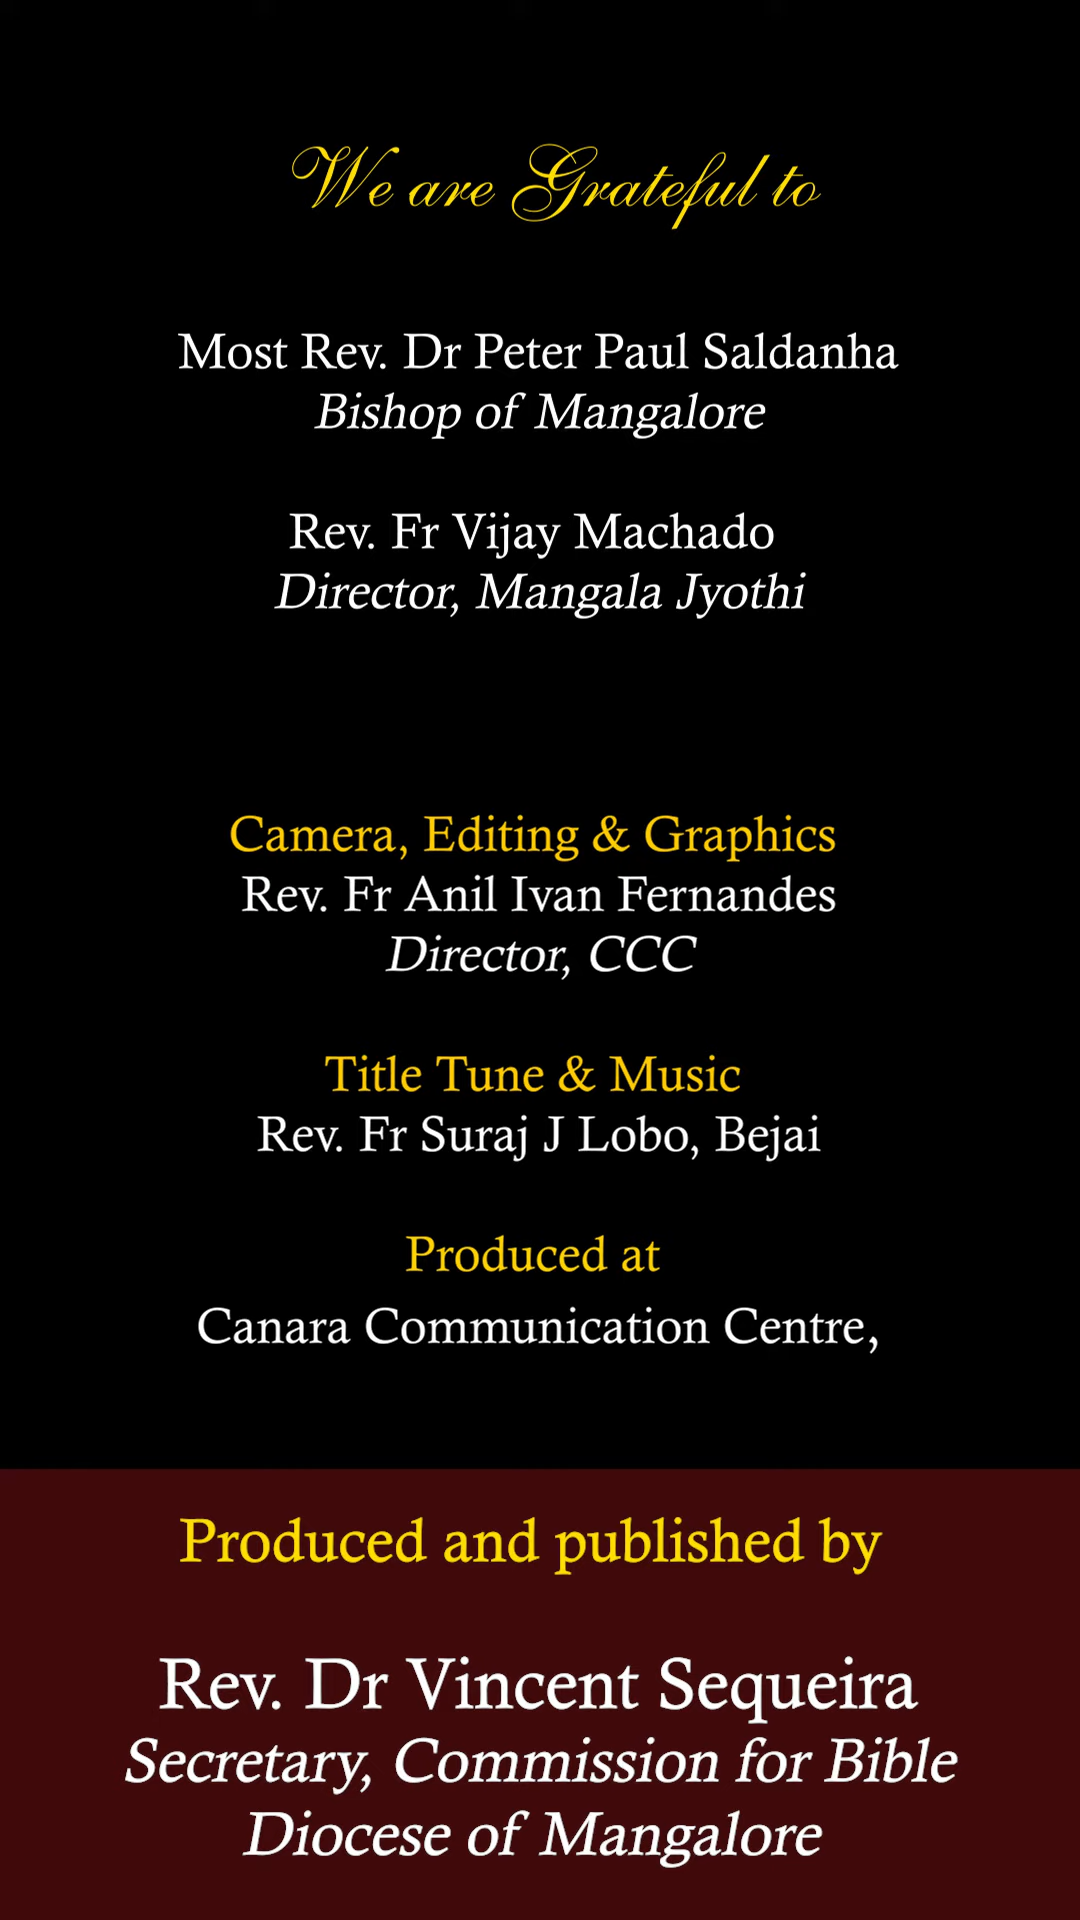 We are Grateful to
Most Rev. Dr Peter Paul Saldanha
Bishop of Mangalore
Rev. Fr Vijay Machado
Director, Mangala Jyothi
Camera, Editing & Graphics
Rev. Fr Anil Ivan Fernandes
Director, CCC
Title Tune & Music
Rev. Fr Suraj J Lobo, Bejai
Produced at
Canara Communication Centre,
Produced and published by
Rev. Dr Vincent Sequeira
Secretary, Commission for Bible
Diocese of Mangalore